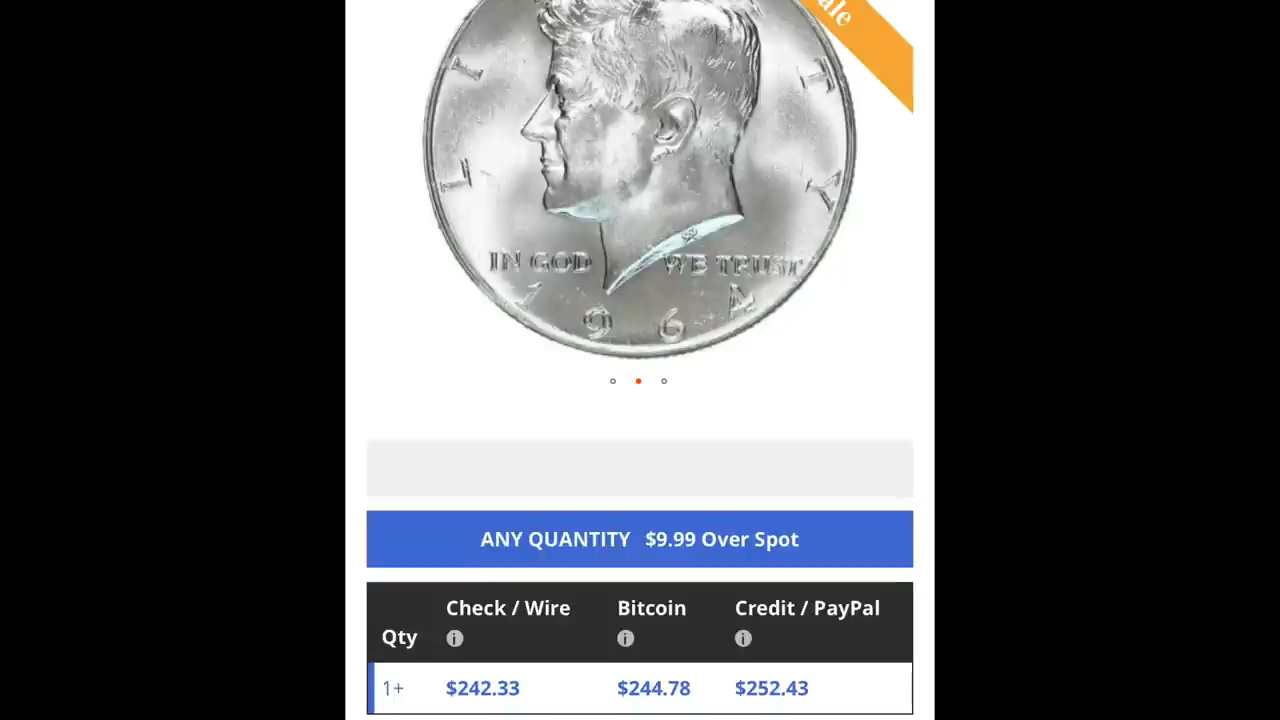 ale
L I T Y
IN GOD WE TRUST
1964
ANY QUANTITY $9.99 Over Spot
Check / Wire Bitcoin Credit / PayPal
Qty
1+ $242.33 $244.78 $252.43